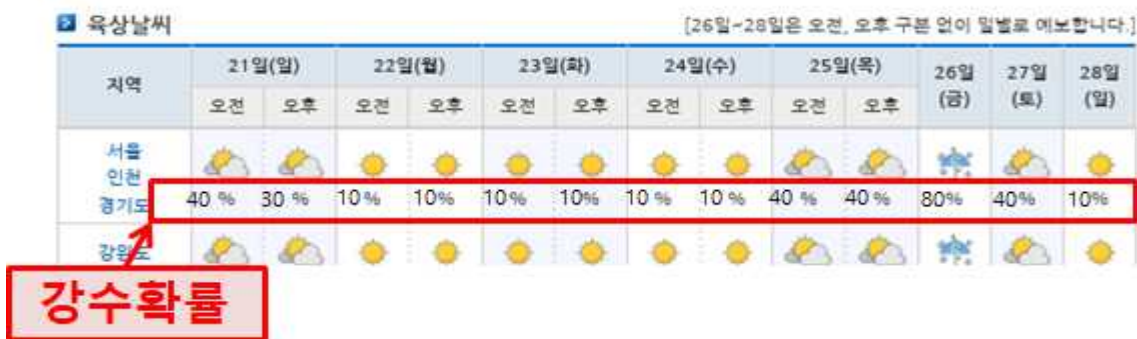 육상날씨 [26일~28일은 오전, 오후 구분 없이 일별로 예보합니다.]
지역 21일(일) 22일(월) 23일(화) 24일(수) 25일(목) 26일 27일 28일
오전 오후 오전 오후 오전 오후 오전 오후 오전 오후 (금) (토) (일)
서울
인천
경기도 40 % 30 % 10 % 10% 10% 10% 10 % 10 % 40 % 40 % 80% 40% 10%
강원도
강수확률